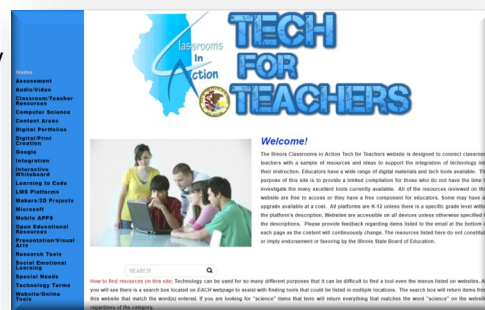 Classrooms
In
Action
TECH
FOR
TEACHERS
Home
Assessment
Audio/Video
Classroom/Teacher
Resources
Computer Science
Content Areas
Digital Portfolios
Digital/Print
Creation
Google
Integration
Interactive
Whiteboard
Learning to Code
LMS Platforms
Makers/3D Projects
Microsoft
Mobile APPS
Open Educational
Resources
Presentation/Visual
Arts
Research Tools
Social Emotional
Learning
Special Needs
Technology Terms
Website/Online
Tools
Welcome!
The Illinois Classrooms in Action Tech for Teachers website is designed to connect classroom
teachers with a sample of resources and ideas to support the integration of technology into
their instruction. Educators have a wide range of digital materials and tech tools available. The
purpose of this site is to provide a limited compilation for those who do not have the time to
investigate the many excellent tools currently available. All of the resources reviewed on this
website are free to access or they have a free component for educators. Some may have an
upgrade available at a cost. All platforms are K-12 unless there is a specific grade level within
the platform's description. Websites are accessible on all devices unless otherwise specified in
the descriptions. Please provide feedback regarding items listed to the email at the bottom of
each page as the content will continuously change. The resources listed here do not constitute
or imply endorsement or favoring by the Illinois State Board of Education.
SEARCH
How to find resources on this site: Technology can be used for so many different purposes that it can be difficult to find a tool even the menus listed on websites. As
you will see there is a search box located on EACH webpage to assist with finding tools that could be listed in multiple locations. The search box will return items from
this website that match the word(s) entered. If you are looking for "science" items that term will return everything that matches the word "science" on the website
regardless of the category.